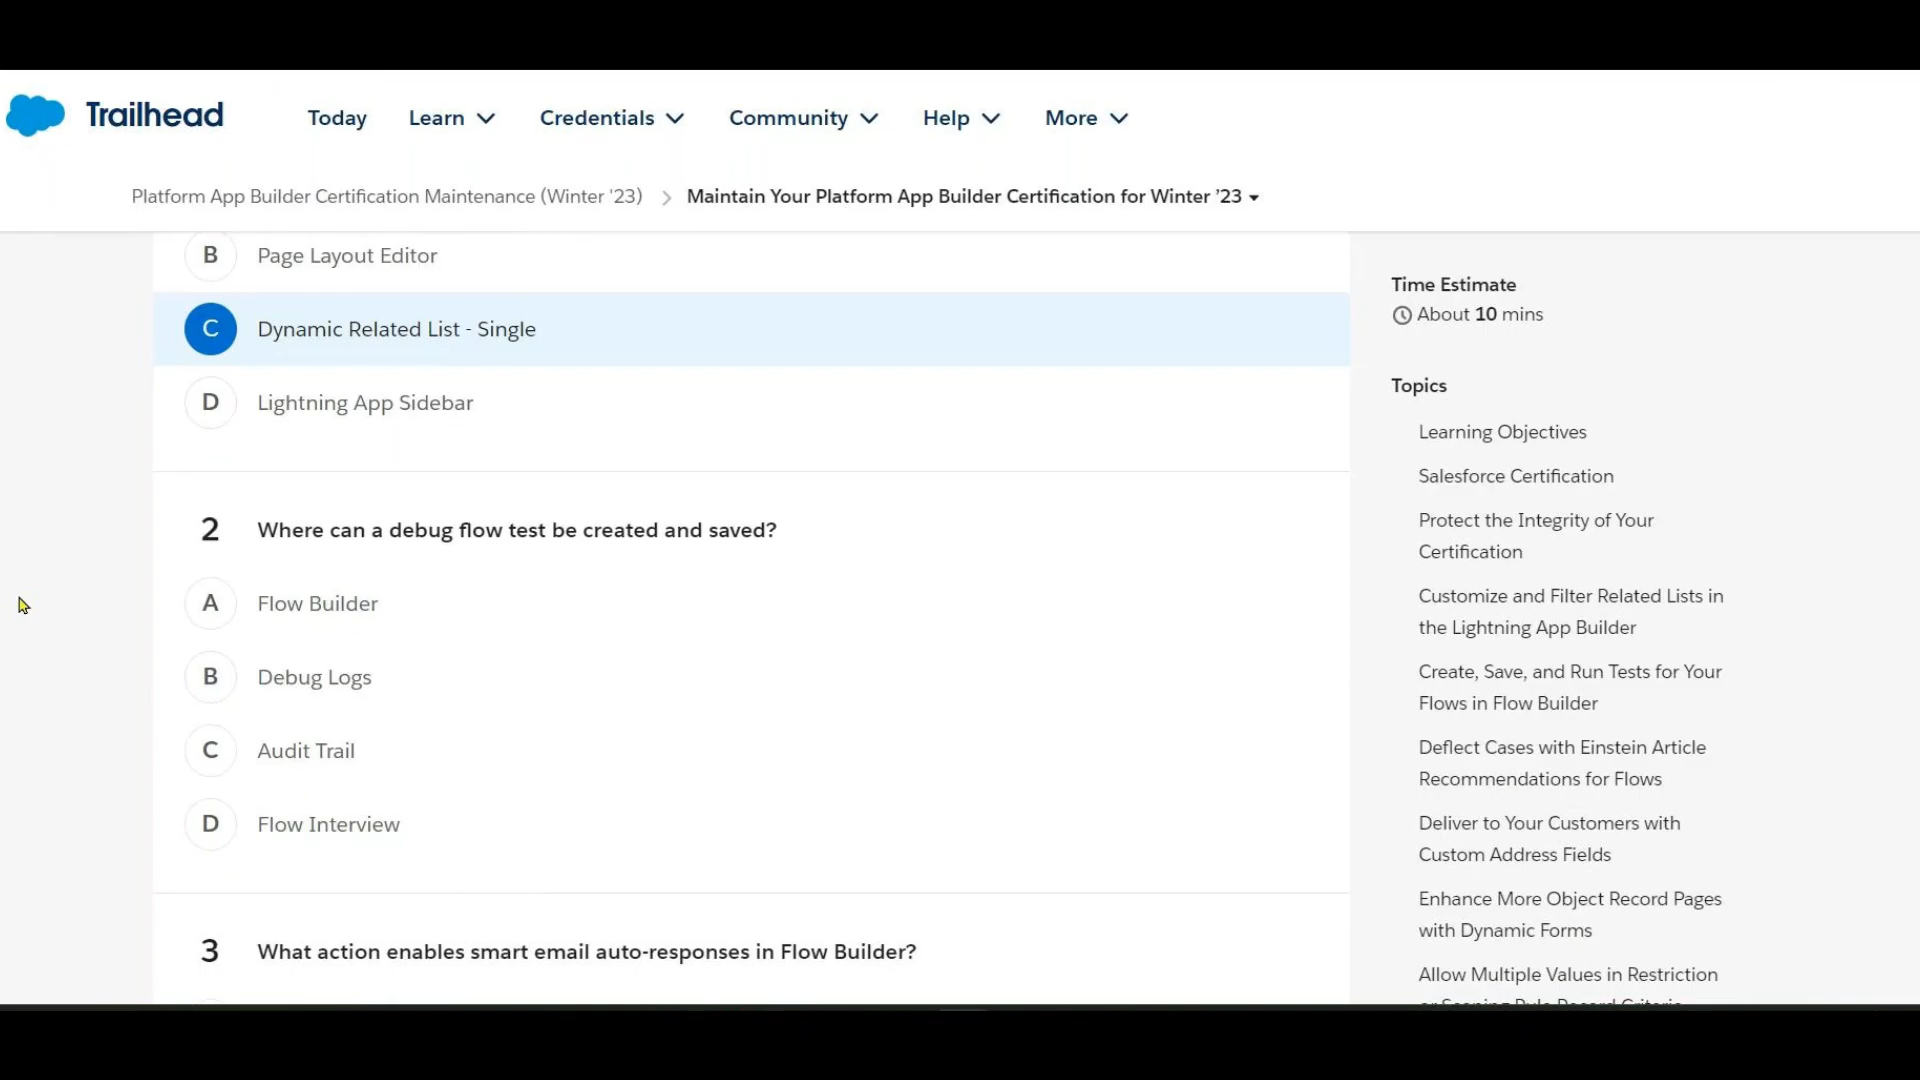 Trailhead
Today Learn Credentials Community Help More
Platform App Builder Certification Maintenance (Winter '23) Maintain Your Platform App Builder Certification for Winter ’23
B Page Layout Editor
C Dynamic Related List - Single
D Lightning App Sidebar
2 Where can a debug flow test be created and saved?
A Flow Builder
B Debug Logs
C Audit Trail
D Flow Interview
3 What action enables smart email auto-responses in Flow Builder?
Time Estimate
About 10 mins
Topics
Learning Objectives
Salesforce Certification
Protect the Integrity of Your
Certification
Customize and Filter Related Lists in
the Lightning App Builder
Create, Save, and Run Tests for Your
Flows in Flow Builder
Deflect Cases with Einstein Article
Recommendations for Flows
Deliver to Your Customers with
Custom Address Fields
Enhance More Object Record Pages
with Dynamic Forms
Allow Multiple Values in Restriction
or Scoping Rule Record Criteria